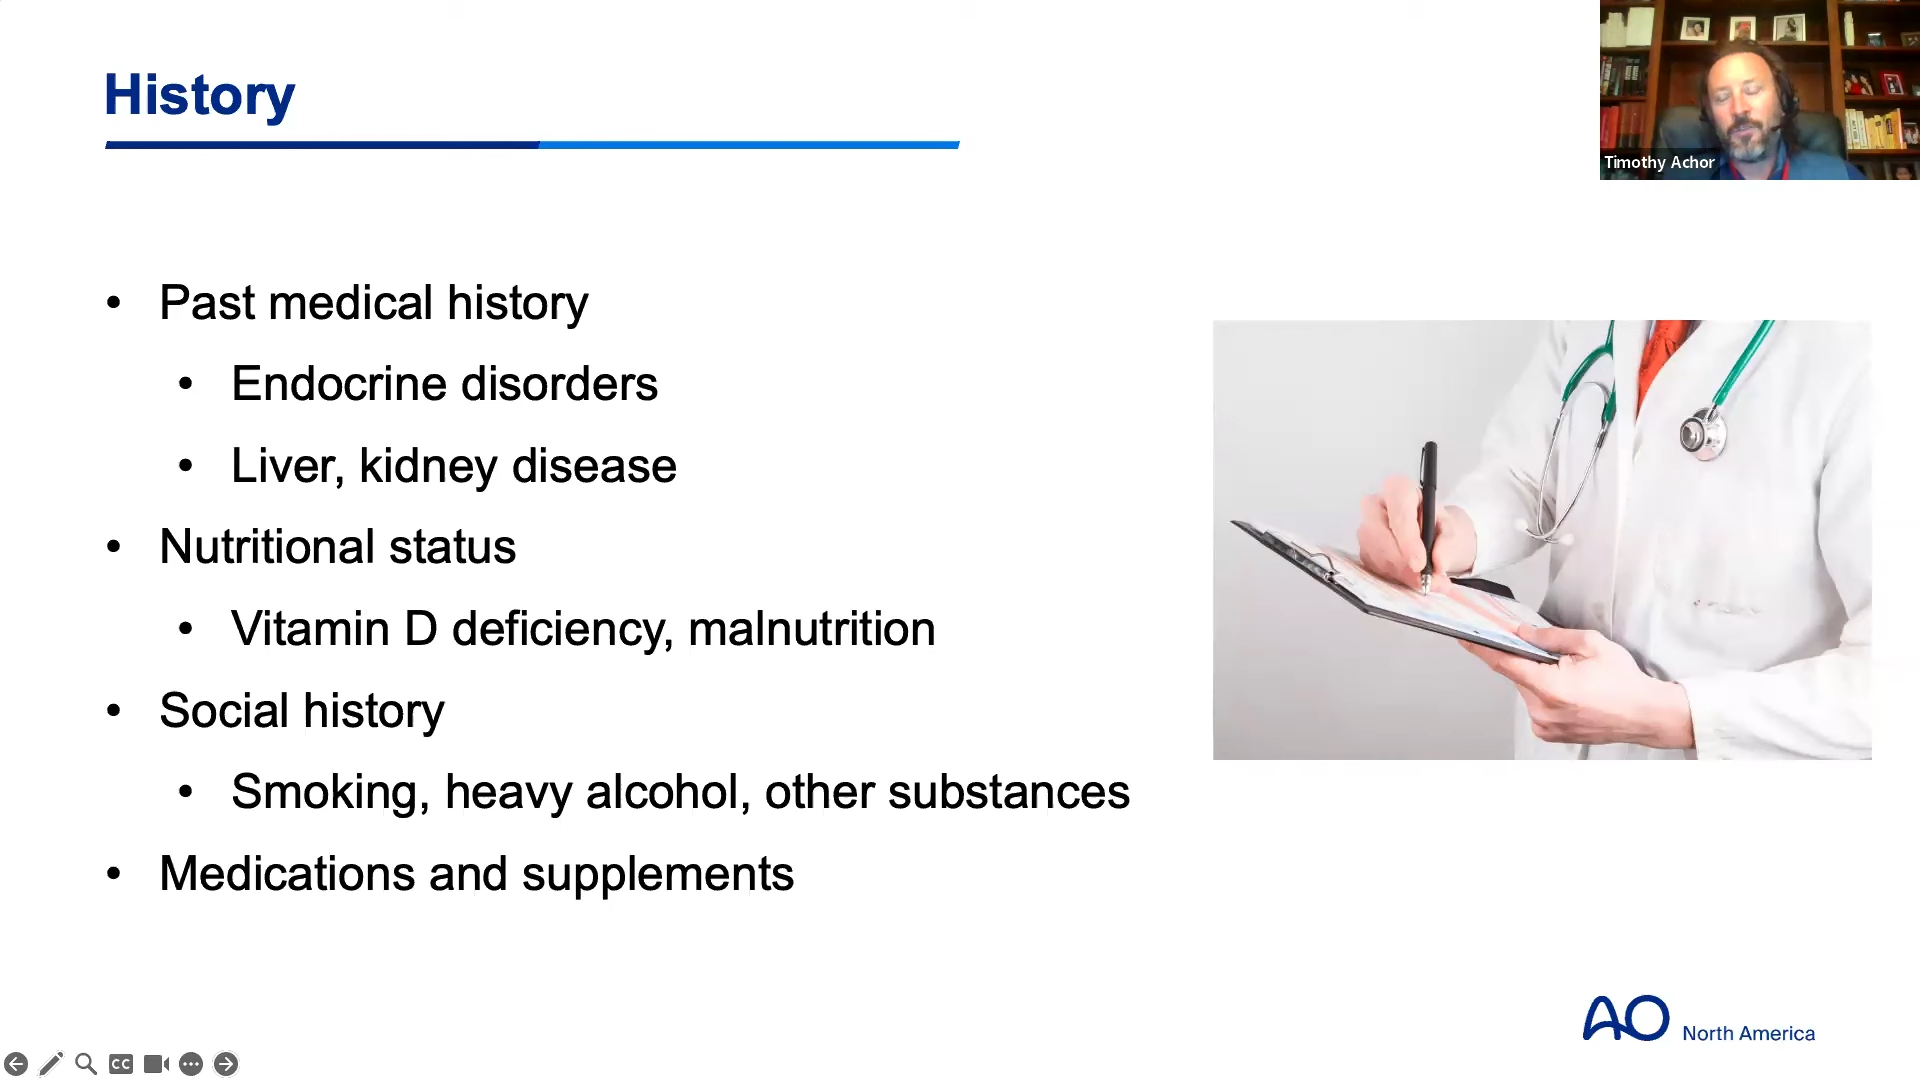 History
Timothy Achor
• Past medical history
• Endocrine disorders
• Liver, kidney disease
• Nutritional status
• Vitamin D deficiency, malnutrition
• Social history
• Smoking, heavy alcohol, other substances
• Medications and supplements
AO North America
CC